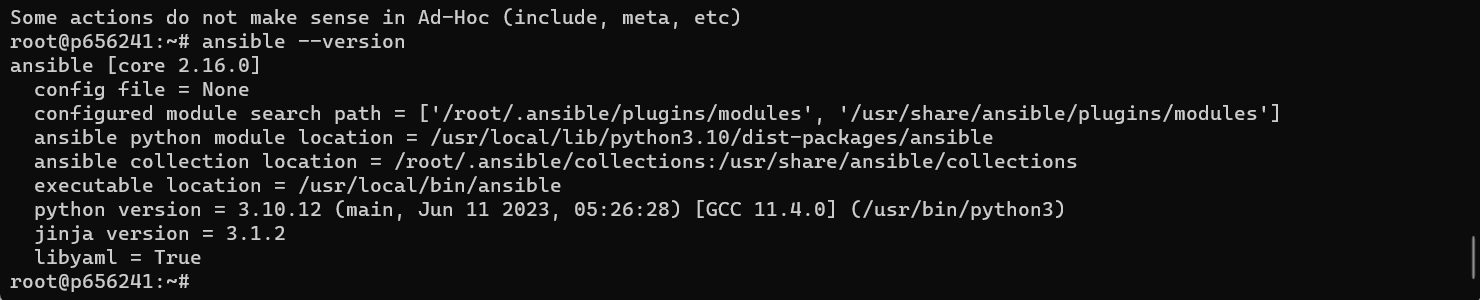 Some actions do not make sense in Ad-Hoc (include, meta, etc)
root@p656241:~# ansible --version
ansible [core 2.16.0]
  config file = None
  configured module search path = ['/root/.ansible/plugins/modules', '/usr/share/ansible/plugins/modules']
  ansible python module location = /usr/local/lib/python3.10/dist-packages/ansible
  ansible collection location = /root/.ansible/collections:/usr/share/ansible/collections
  executable location = /usr/local/bin/ansible
  python version = 3.10.12 (main, Jun 11 2023, 05:26:28) [GCC 11.4.0] (/usr/bin/python3)
  jinja version = 3.1.2
  libyaml = True
root@p656241:~#